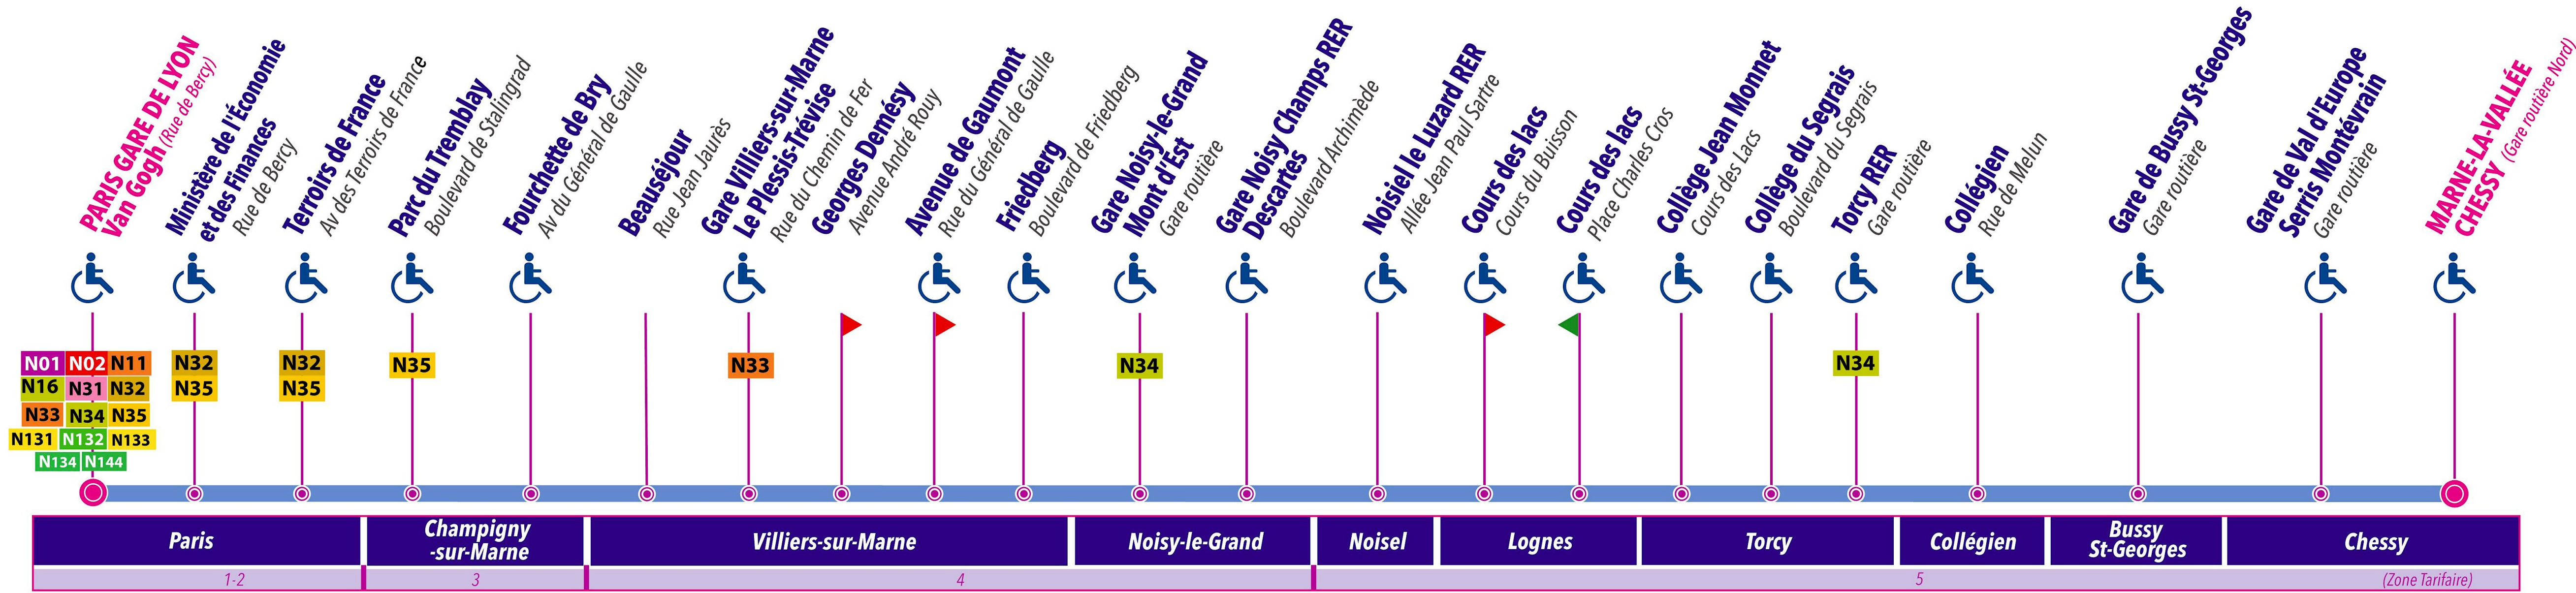 PARIS GARE DE LYON
Van Gogh (Rue de Bercy)
Ministère de l'Économie
et des Finances
Rue de Bercy
Terroirs de France
Av des Terroirs de France
Parc du Tremblay
Boulevard de Stalingrad
Fourchette de Bry
Av du Général de Gaulle
Beauséjour
Rue Jean Jaurès
Gare Villiers-sur-Marne
Le Plessis-Trévise
Rue du Chemin de Fer
Georges Demésy
Avenue André Rouy
Avenue de Gaumont
Rue du Général de Gaulle
Friedberg
Boulevard de Friedberg
Gare Noisy-le-Grand
Mont d'Est
Gare routière
Gare Noisy Champs RER
Descartes
Boulevard Archimède
Noisiel le Luzard RER
Allée Jean Paul Sartre
Cours des lacs
Cours du Buisson
Cours des lacs
Place Charles Cros
Collège Jean Monnet
Cours des Lacs
Collège du Segrais
Boulevard du Segrais
Torcy RER
Gare routière
Collégien
Rue de Melun
Gare de Bussy St-Georges
Gare routière
Gare de Val d'Europe
Serris Montévrain
Gare routière
MARNE-LA-VALLÉE
CHESSY (Gare routière Nord)
N01 N02 N11
N16 N31 N32
N33 N34 N35
N131 N132 N133
N134 N144
N32
N35
N32
N35
N35
N33
N34
N34
Paris
Champigny
-sur-Marne
Villiers-sur-Marne
Noisy-le-Grand
Noisel
Lognes
Torcy
Collégien
Bussy
St-Georges
Chessy
1-2
3
4
5
(Zone Tarifaire)